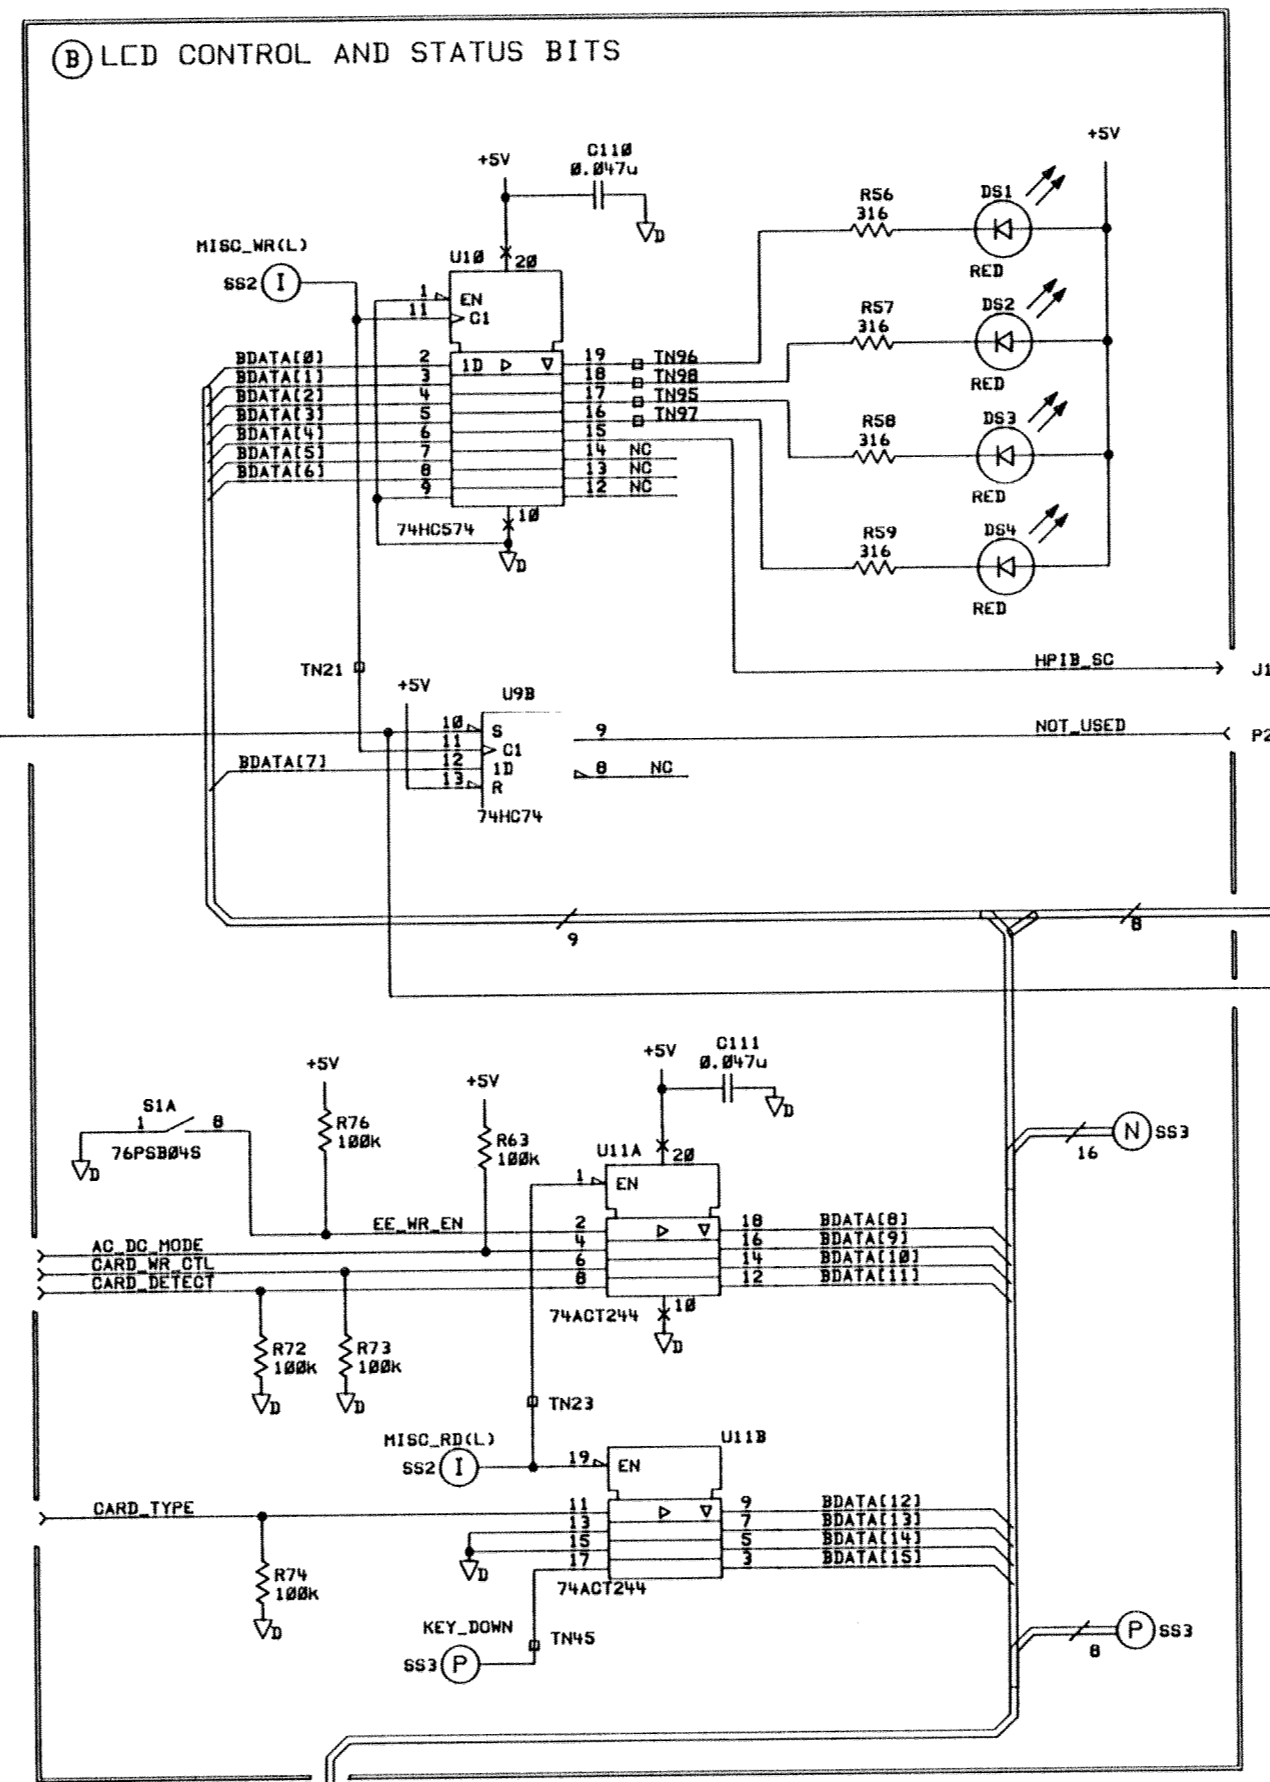 B LED CONTROL AND STATUS BITS
+5V
C110
0.047u
+5V
MISC_WR(L)
SS2 I
U10
20
1 EN
11 C1
BDATA[0] 2 1D 19 TN96
BDATA[1] 3 18 TN98
BDATA[2] 4 17 TN95
BDATA[3] 5 16 TN97
BDATA[4] 6 15
BDATA[5] 7 14 NC
BDATA[6] 8 13 NC
9 12 NC
74HC574
10
D
D
R56
316
DS1
RED
R57
316
DS2
RED
R58
316
DS3
RED
R59
316
DS4
RED
HPIB_SC
J1
TN21
+5V
U9B
10 S
11 C1
BDATA[7] 12 1D
13 R
74HC74
9
8 NC
NOT_USED
P2
9
8
+5V
S1A
1 8
76PSB04S
D
R76
100k
+5V
R63
100k
+5V
C111
0.047u
D
U11A
20
1 EN
EE_WR_EN 2 18 BDATA[8]
AC_DC_MODE 4 16 BDATA[9]
CARD_WR_CTL 6 14 BDATA[10]
CARD_DETECT 8 12 BDATA[11]
74ACT244
10
D
N SS3
16
R72
100k
D
R73
100k
D
TN23
MISC_RD(L)
SS2 I
U11B
19 EN
CARD_TYPE 11 9 BDATA[12]
13 7 BDATA[13]
15 5 BDATA[14]
17 3 BDATA[15]
D
74ACT244
R74
100k
D
KEY_DOWN
SS3 P
TN45
P SS3
8